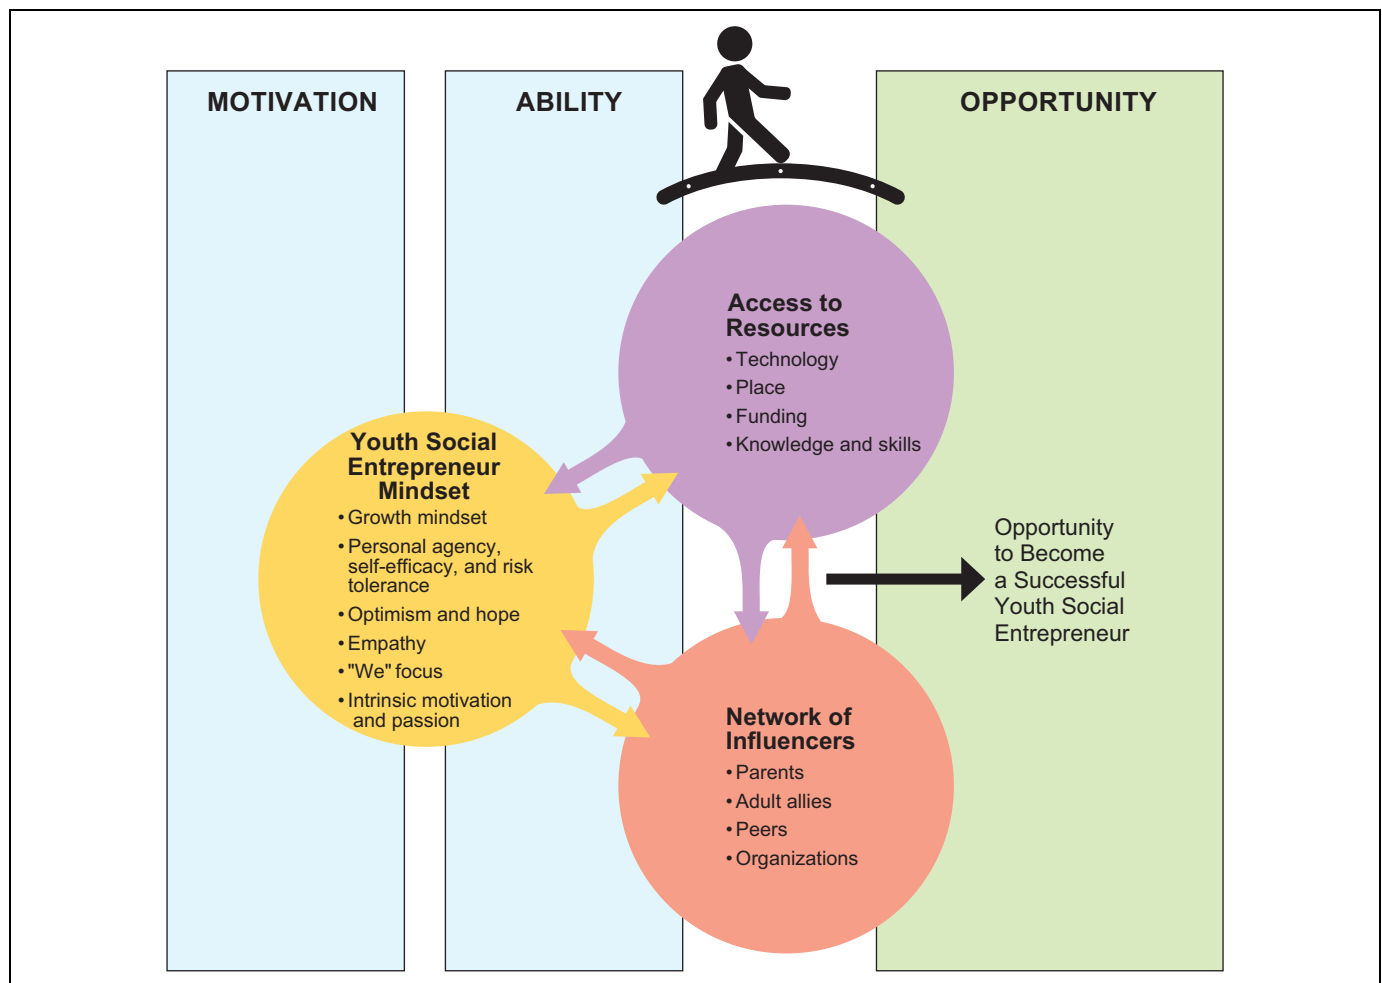 MOTIVATION
ABILITY
OPPORTUNITY
Access to
Resources
• Technology
• Place
• Funding
• Knowledge and skills
Youth Social
Entrepreneur
Mindset
• Growth mindset
• Personal agency,
self-efficacy, and risk
tolerance
• Optimism and hope
• Empathy
• "We" focus
• Intrinsic motivation
and passion
Opportunity
to Become
a Successful
Youth Social
Entrepreneur
Network of
Influencers
• Parents
• Adult allies
• Peers
• Organizations